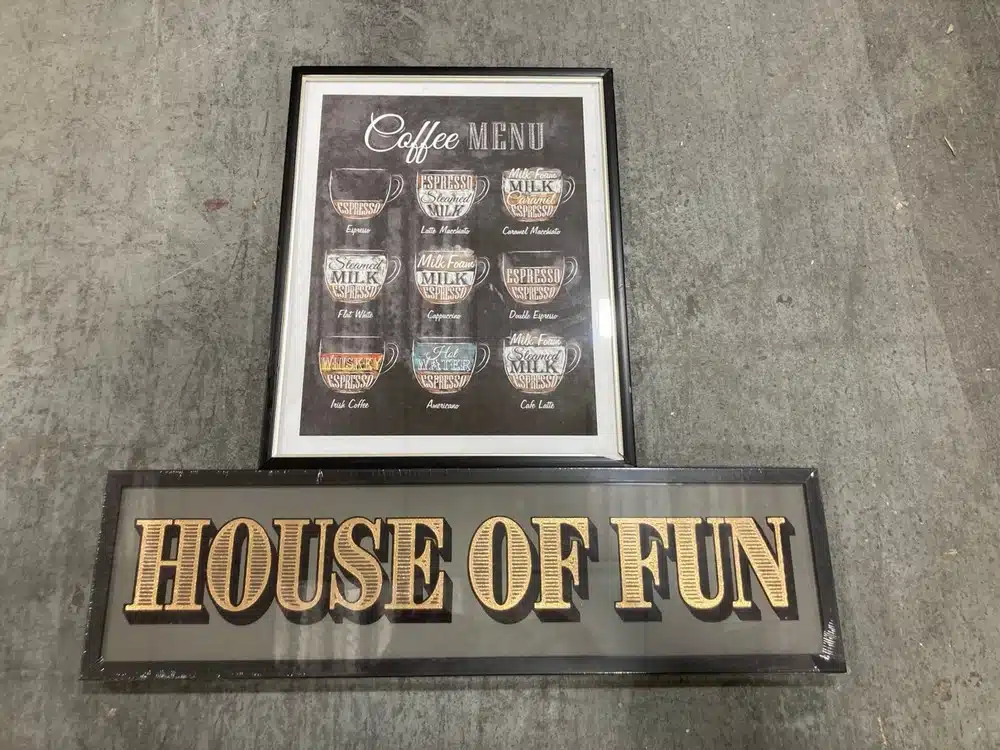 Coffee MENU
ESPRESSO
Espresso
ESPRESSO
Steamed
MILK
Latte Macchiato
Milk Foam
MILK
Caramel
ESPRESSO
Caramel Macchiato
Steamed
MILK
ESPRESSO
Flat White
Milk Foam
MILK
ESPRESSO
Cappuccino
ESPRESSO
ESPRESSO
Double Espresso
WHISKEY
ESPRESSO
Irish Coffee
Hot
WATER
ESPRESSO
Americano
Milk Foam
Steamed
MILK
ESPRESSO
Cafe Latte
HOUSE OF FUN